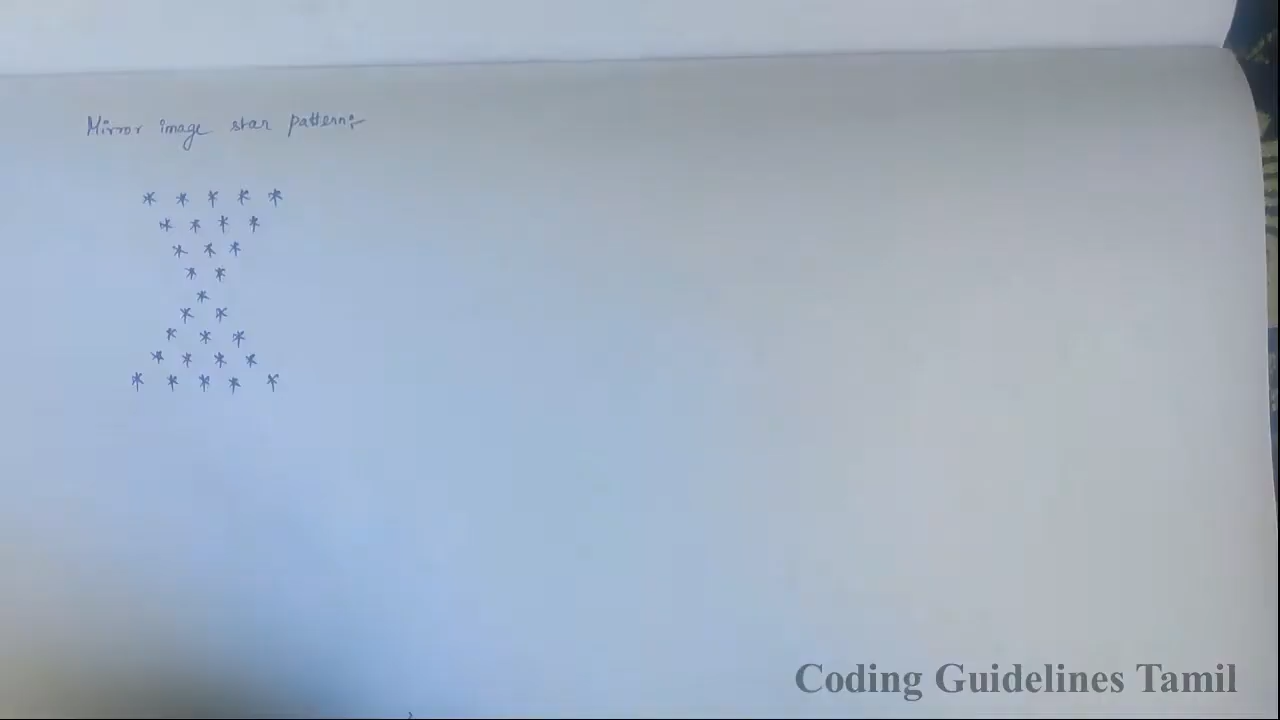 Mirror image star pattern:-
* * * * *
* * * *
* * *
* *
*
* *
* * *
* * * *
* * * * *
Coding Guidelines Tamil